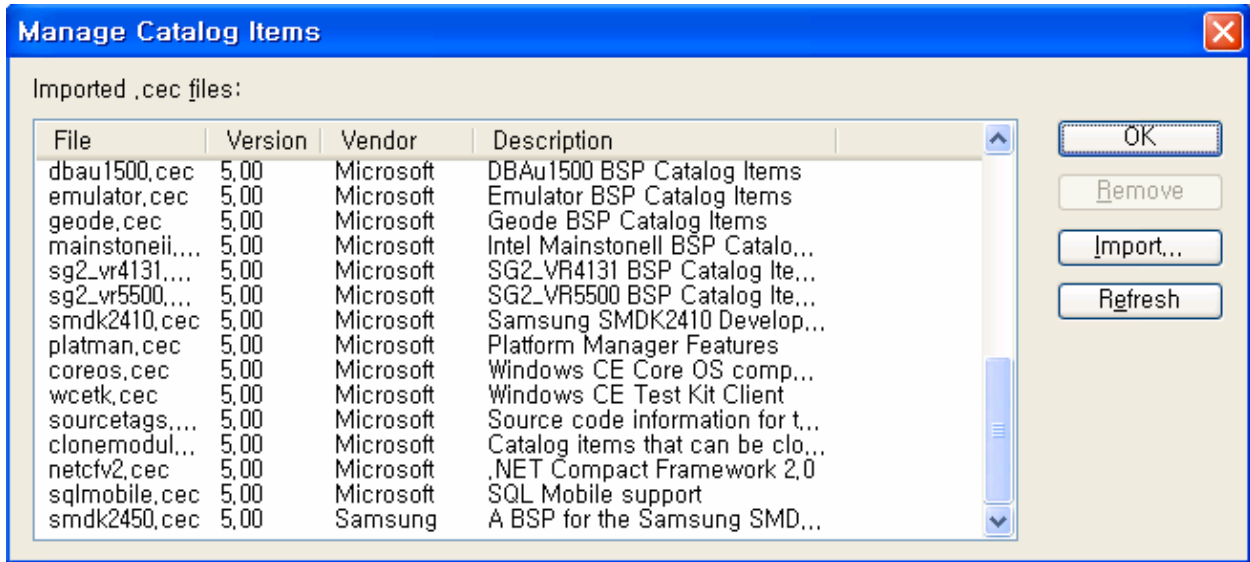 Manage Catalog Items
Imported .cec files:
File Version Vendor Description
dbau1500.cec 5.00 Microsoft DBAu1500 BSP Catalog Items
emulator.cec 5.00 Microsoft Emulator BSP Catalog Items
geode.cec 5.00 Microsoft Geode BSP Catalog Items
mainstoneii.... 5.00 Microsoft Intel MainstoneII BSP Catalo...
sg2_vr4131.... 5.00 Microsoft SG2_VR4131 BSP Catalog Ite...
sg2_vr5500.... 5.00 Microsoft SG2_VR5500 BSP Catalog Ite...
smdk2410.cec 5.00 Microsoft Samsung SMDK2410 Develop...
platman.cec 5.00 Microsoft Platform Manager Features
coreos.cec 5.00 Microsoft Windows CE Core OS comp...
wcetk.cec 5.00 Microsoft Windows CE Test Kit Client
sourcetags.... 5.00 Microsoft Source code information for t...
clonemodul... 5.00 Microsoft Catalog items that can be clo...
netcfv2.cec 5.00 Microsoft .NET Compact Framework 2.0
sqlmobile.cec 5.00 Microsoft SQL Mobile support
smdk2450.cec 5.00 Samsung A BSP for the Samsung SMD...
OK
Remove
Import...
Refresh